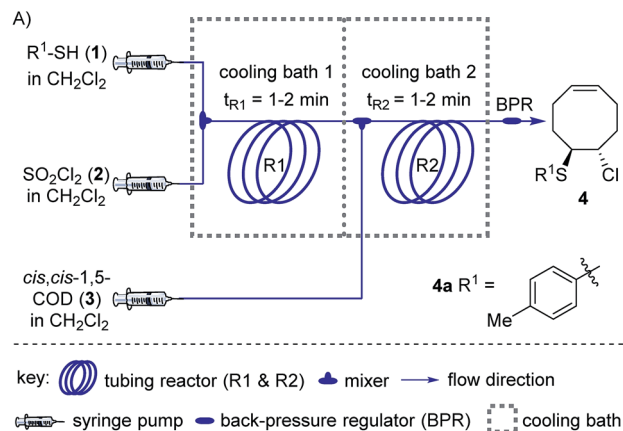 A)
R¹-SH (1)
in CH₂Cl₂
cooling bath 1
tR1 = 1-2 min
cooling bath 2
tR2 = 1-2 min
BPR
R1
R2
R¹S
Cl
4
SO₂Cl₂ (2)
in CH₂Cl₂
cis,cis-1,5-
COD (3)
in CH₂Cl₂
4a R¹ =
Me
key:
tubing reactor (R1 & R2)
mixer
flow direction
syringe pump
back-pressure regulator (BPR)
cooling bath